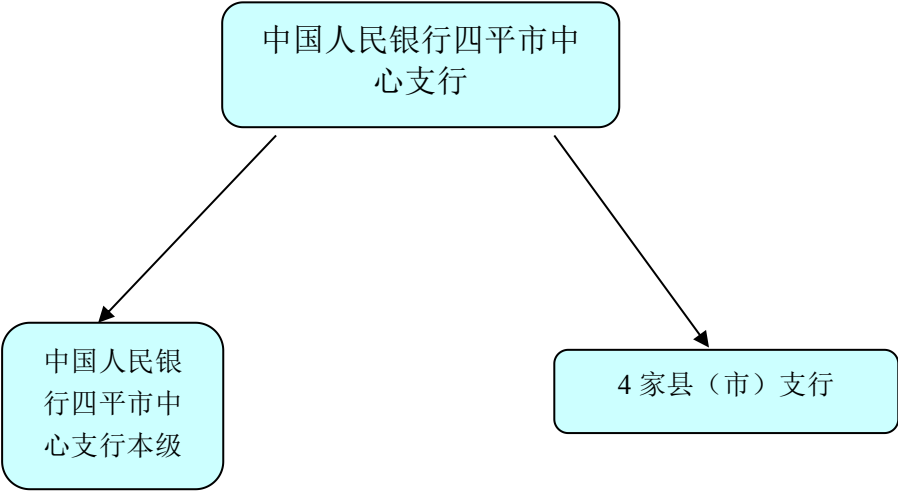 中国人民银行四平市中
心支行
中国人民银
行四平市中
心支行本级
4 家县（市）支行